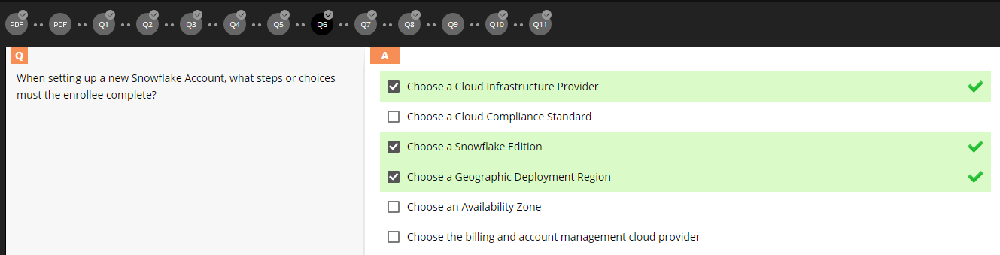 PDF PDF Q1 Q2 Q3 Q4 Q5 Q6 Q7 Q8 Q9 Q10 Q11
Q
When setting up a new Snowflake Account, what steps or choices
must the enrollee complete?
A
Choose a Cloud Infrastructure Provider
Choose a Cloud Compliance Standard
Choose a Snowflake Edition
Choose a Geographic Deployment Region
Choose an Availability Zone
Choose the billing and account management cloud provider